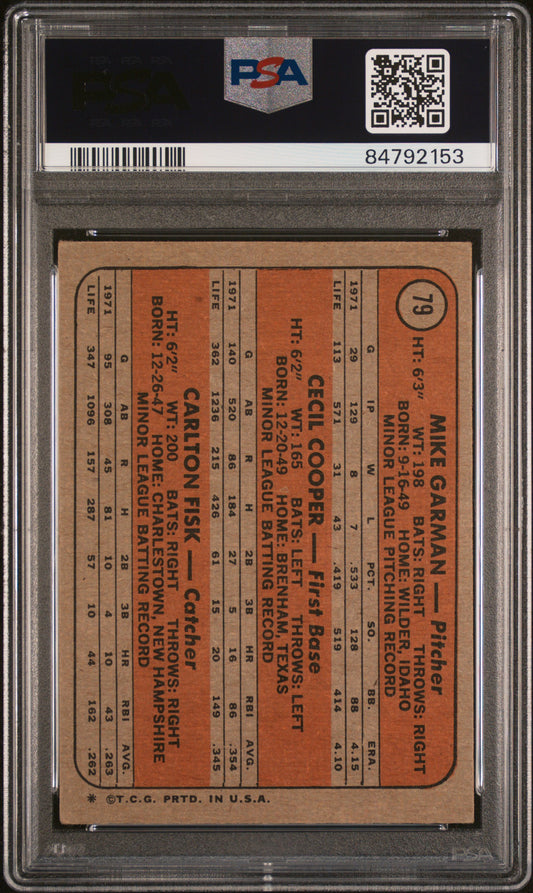 PSA
84792153
79
MIKE GARMAN — Pitcher
HT: 6'3" WT: 198 BATS: RIGHT THROWS: RIGHT
BORN: 9-16-49 HOME: WILDER, IDAHO
MINOR LEAGUE PITCHING RECORD
G IP W L PCT. SO. BB. ERA.
1971 29 129 8 7 .533 128 88 4.15
LIFE 113 571 31 43 .419 519 414 4.10
CECIL COOPER — First Base
HT: 6'2" WT: 165 BATS: LEFT THROWS: LEFT
BORN: 12-20-49 HOME: BRENHAM, TEXAS
MINOR LEAGUE BATTING RECORD
G AB R H 2B 3B HR RBI AVG.
1971 140 520 86 184 27 5 16 86 .354
LIFE 362 1236 215 426 61 15 20 149 .345
CARLTON FISK — Catcher
HT: 6'2" WT: 200 BATS: RIGHT THROWS: RIGHT
BORN: 12-26-47 HOME: CHARLESTOWN, NEW HAMPSHIRE
MINOR LEAGUE BATTING RECORD
G AB R H 2B 3B HR RBI AVG.
1971 95 308 45 81 10 4 10 43 .263
LIFE 347 1096 157 287 57 10 44 162 .262
* ©T.C.G. PRTD. IN U.S.A.
PSA